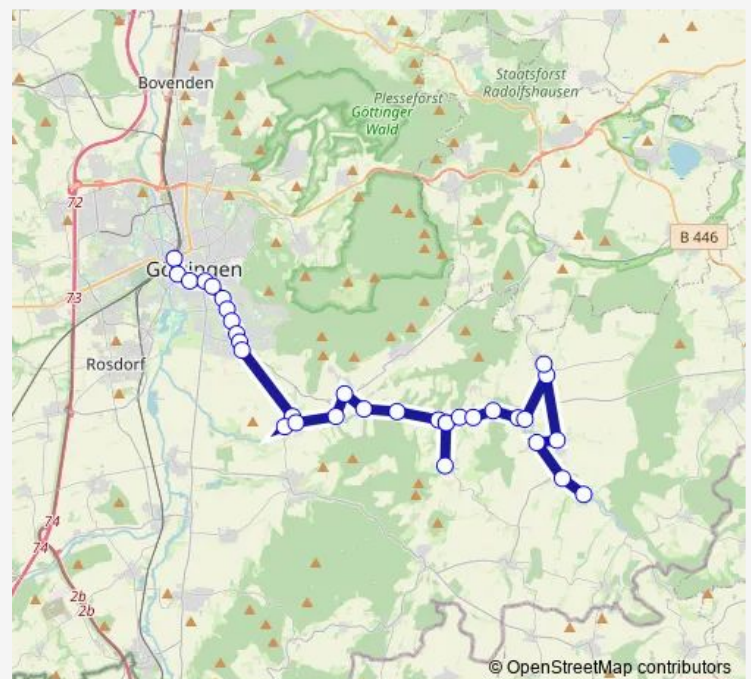 Bovenden
Staatsforst
Radolfshausen
Plesseforst
Göttinger
Wald
72
B 446
Göttingen
73
Rosdorf
74
74
2b
2b
© OpenStreetMap contributors